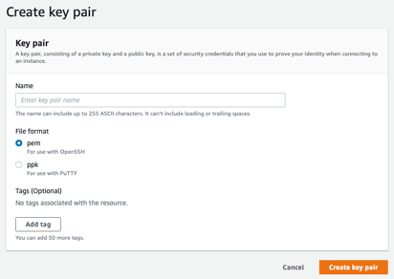 Create key pair
Key pair
A key pair, consisting of a private key and a public key, is a set of security credentials that you use to prove your identity when connecting to
an instance.
Name
Enter key pair name
The name can include up to 255 ASCII characters. It can't include leading or trailing spaces.
File format
pem
For use with OpenSSH
ppk
For use with PuTTY
Tags (Optional)
No tags associated with the resource.
Add tag
You can add 50 more tags.
Cancel
Create key pair